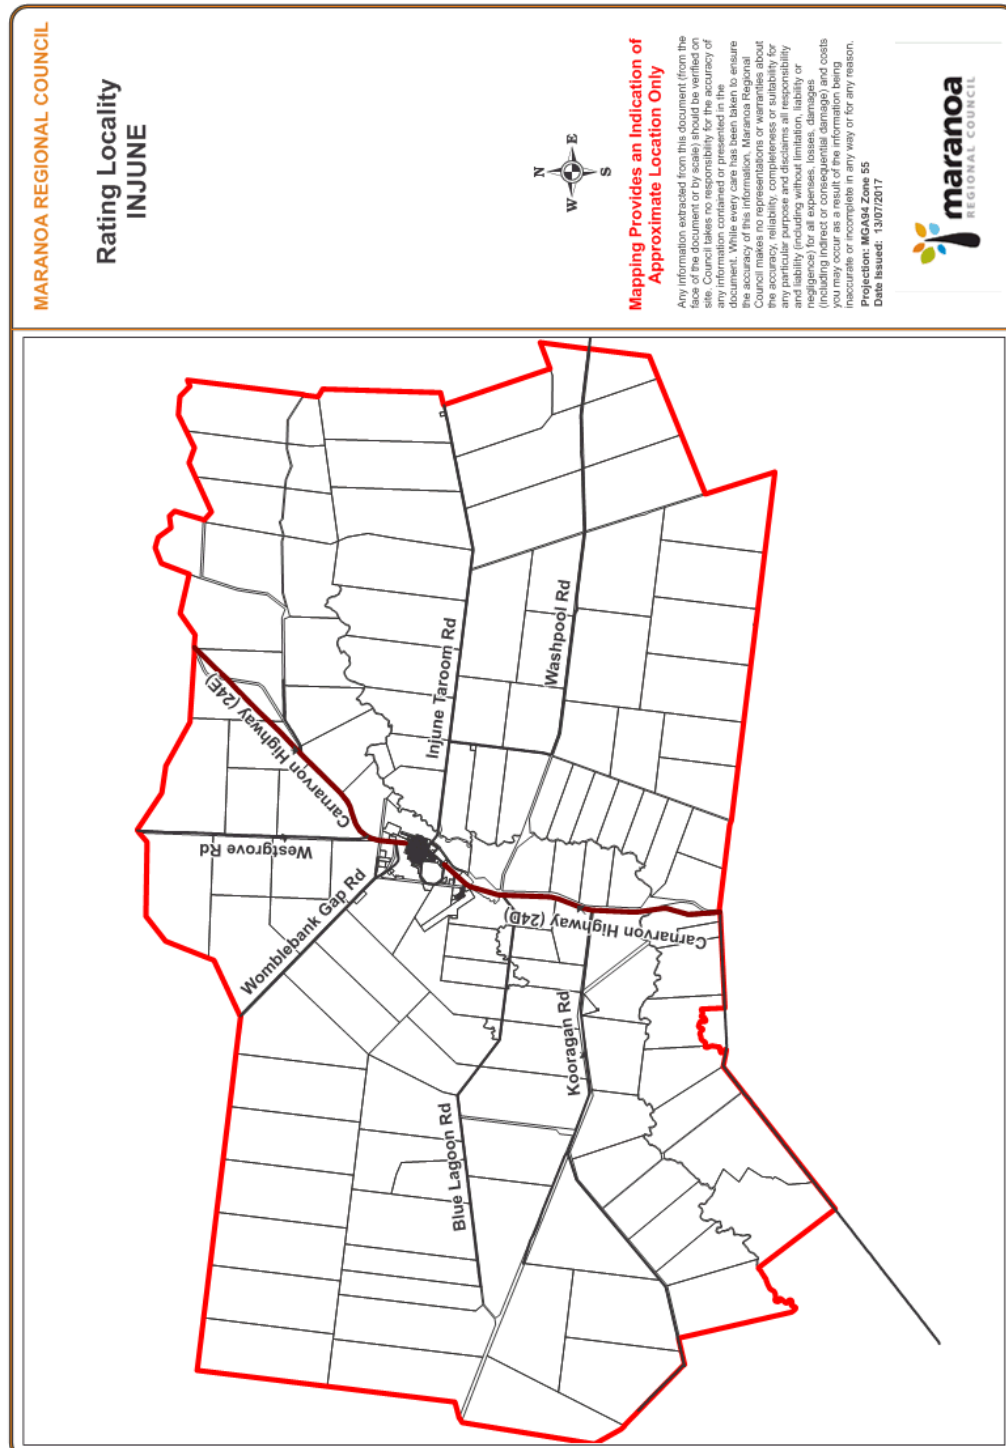 MARANOA REGIONAL COUNCIL
Rating Locality
INJUNE
N
W
E
S
Mapping Provides an Indication of
Approximate Location Only
Any information extracted from this document (from the
face of the document or by scale) should be verified on
site. Council takes no responsibility for the accuracy of
any information contained or presented in the
document. While every care has been taken to ensure
the accuracy of this information, Maranoa Regional
Council makes no representations or warranties about
the accuracy, reliability, completeness or suitability for
any particular purpose and disclaims all responsibility
and liability (including without limitation, liability or
negligence) for all expenses, losses, damages
(including indirect or consequential damage) and costs
you may occur as a result of the information being
inaccurate or incomplete in any way or for any reason.
Projection: MGA94 Zone 55
Date Issued: 13/07/2017
maranoa
REGIONAL COUNCIL
Carnarvon Highway (24E)
Westgrove Rd
Womblebank Gap Rd
Injune Taroom Rd
Washpool Rd
Carnarvon Highway (24D)
Kooragan Rd
Blue Lagoon Rd